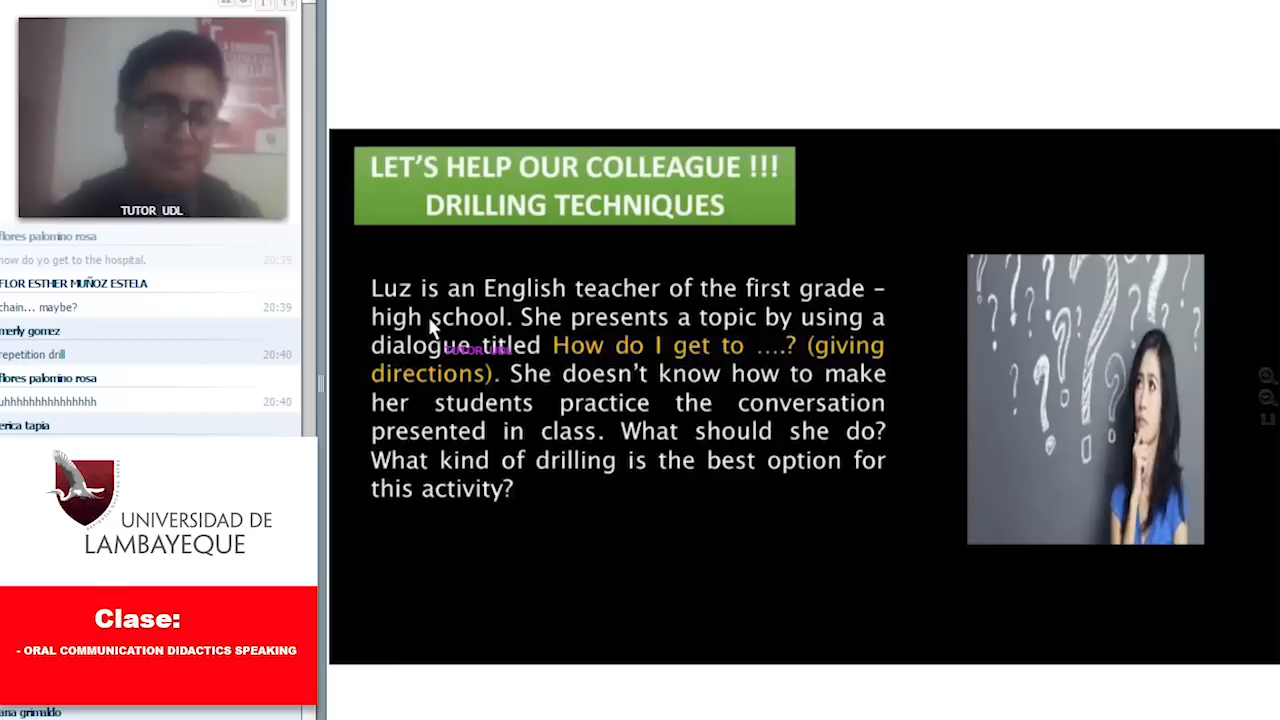 TUTOR UDL
flores palomino rosa
how do yo get to the hospital.
20:39
FLOR ESTHER MUÑOZ ESTELA
chain... maybe?
20:39
merly gomez
repetition drill
20:40
flores palomino rosa
uhhhhhhhhhhhhhh
20:40
erica tapia
UNIVERSIDAD DE
LAMBAYEQUE
Clase:
- ORAL COMMUNICATION DIDACTICS SPEAKING
ana grimaldo
LET'S HELP OUR COLLEAGUE !!!
DRILLING TECHNIQUES
Luz is an English teacher of the first grade –
high school. She presents a topic by using a
dialogue titled How do I get to ….? (giving
directions). She doesn't know how to make
her students practice the conversation
presented in class. What should she do?
What kind of drilling is the best option for
this activity?
TUTOR UDL